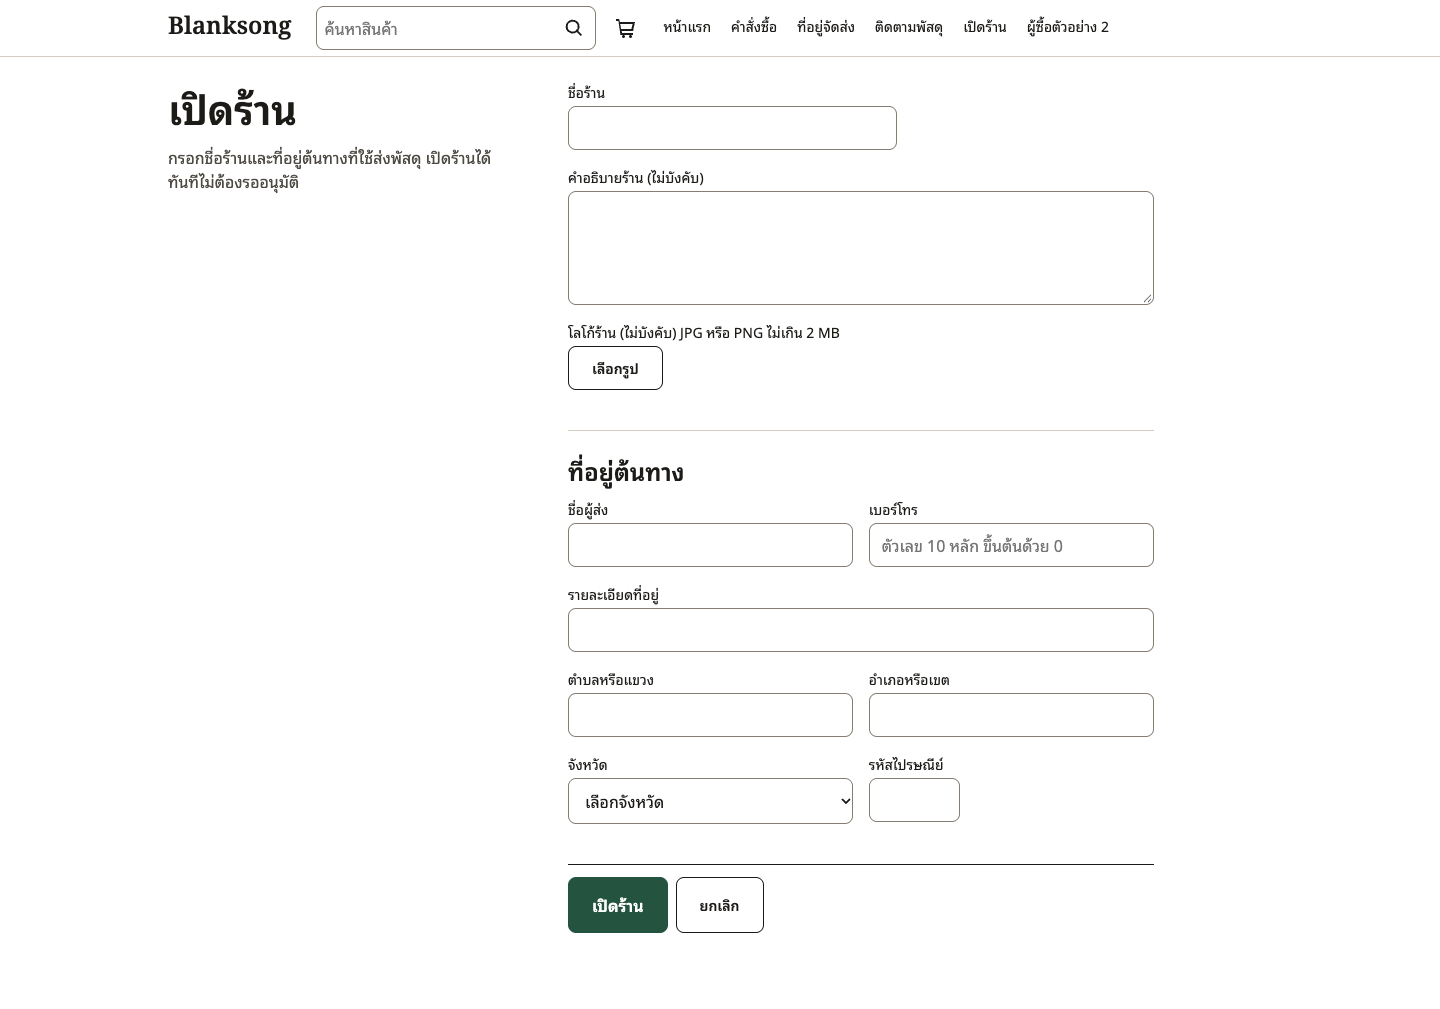 Blanksong
ค้นหาสินค้า
หน้าแรก
คำสั่งซื้อ
ที่อยู่จัดส่ง
ติดตามพัสดุ
เปิดร้าน
ผู้ซื้อตัวอย่าง 2
เปิดร้าน
กรอกชื่อร้านและที่อยู่ต้นทางที่ใช้ส่งพัสดุ เปิดร้านได้
ทันทีไม่ต้องรออนุมัติ
ชื่อร้าน
คำอธิบายร้าน (ไม่บังคับ)
โลโก้ร้าน (ไม่บังคับ) JPG หรือ PNG ไม่เกิน 2 MB
เลือกรูป
ที่อยู่ต้นทาง
ชื่อผู้ส่ง
เบอร์โทร
ตัวเลข 10 หลัก ขึ้นต้นด้วย 0
รายละเอียดที่อยู่
ตำบลหรือแขวง
อำเภอหรือเขต
จังหวัด
รหัสไปรษณีย์
เลือกจังหวัด
เปิดร้าน
ยกเลิก